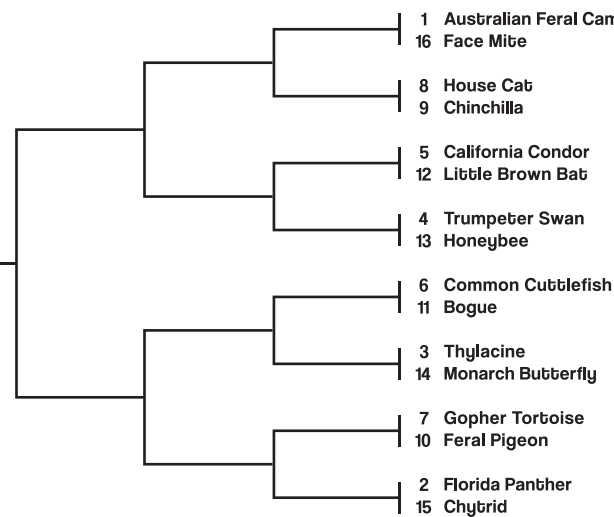 1 Australian Feral
16 Face Mite
8 House Cat
9 Chinchilla
5 California Condor
12 Little Brown Bat
4 Trumpeter Swan
13 Honeybee
6 Common Cuttlefish
11 Bogue
3 Thylacine
14 Monarch Butterfly
7 Gopher Tortoise
10 Feral Pigeon
2 Florida Panther
15 Chytrid